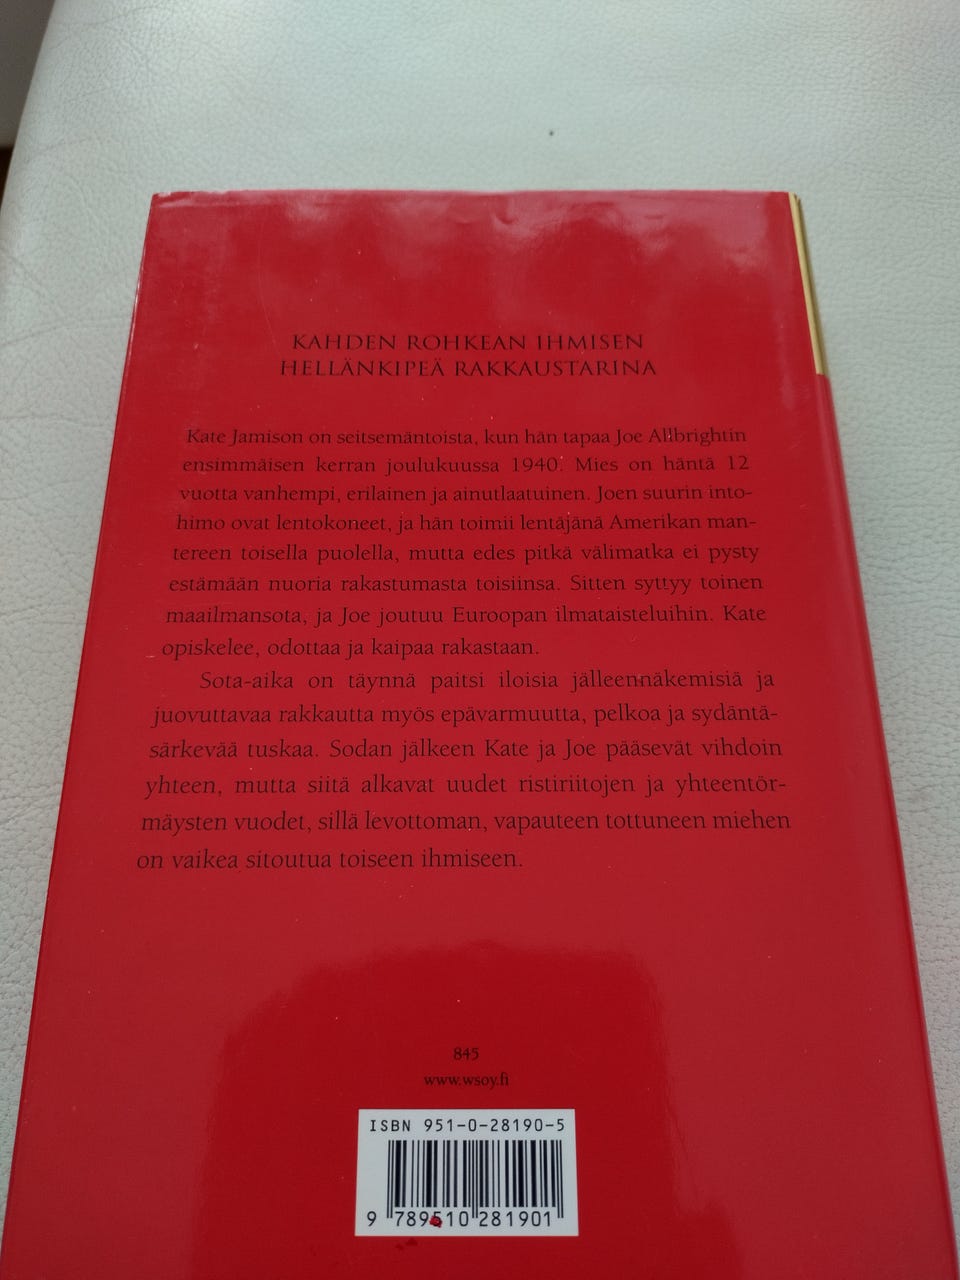 KAHDEN ROHKEAN IHMISEN
HELLÄNKIPEÄ RAKKAUSTARINA
Kate Jamison on seitsemäntoista, kun hän tapaa Joe Allbrightin
ensimmäisen kerran joulukuussa 1940. Mies on häntä 12
vuotta vanhempi, erilainen ja ainutlaatuinen. Joen suurin into-
himo ovat lentokoneet, ja hän toimii lentäjänä Amerikan man-
tereen toisella puolella, mutta edes pitkä välimatka ei pysty
estämään nuoria rakastumasta toisiinsa. Sitten syttyy toinen
maailmansota, ja Joe joutuu Euroopan ilmataisteluihin. Kate
opiskelee, odottaa ja kaipaa rakastaan.
Sota-aika on täynnä paitsi iloisia jälleennäkemisiä ja
juovuttavaa rakkautta myös epävarmuutta, pelkoa ja sydäntä-
särkevää tuskaa. Sodan jälkeen Kate ja Joe pääsevät vihdoin
yhteen, mutta siitä alkavat uudet ristiriitojen ja yhteentör-
mäysten vuodet, sillä levottoman, vapauteen tottuneen miehen
on vaikea sitoutua toiseen ihmiseen.
845
www.wsoy.fi
ISBN 951-0-28190-5
9 789510 281901